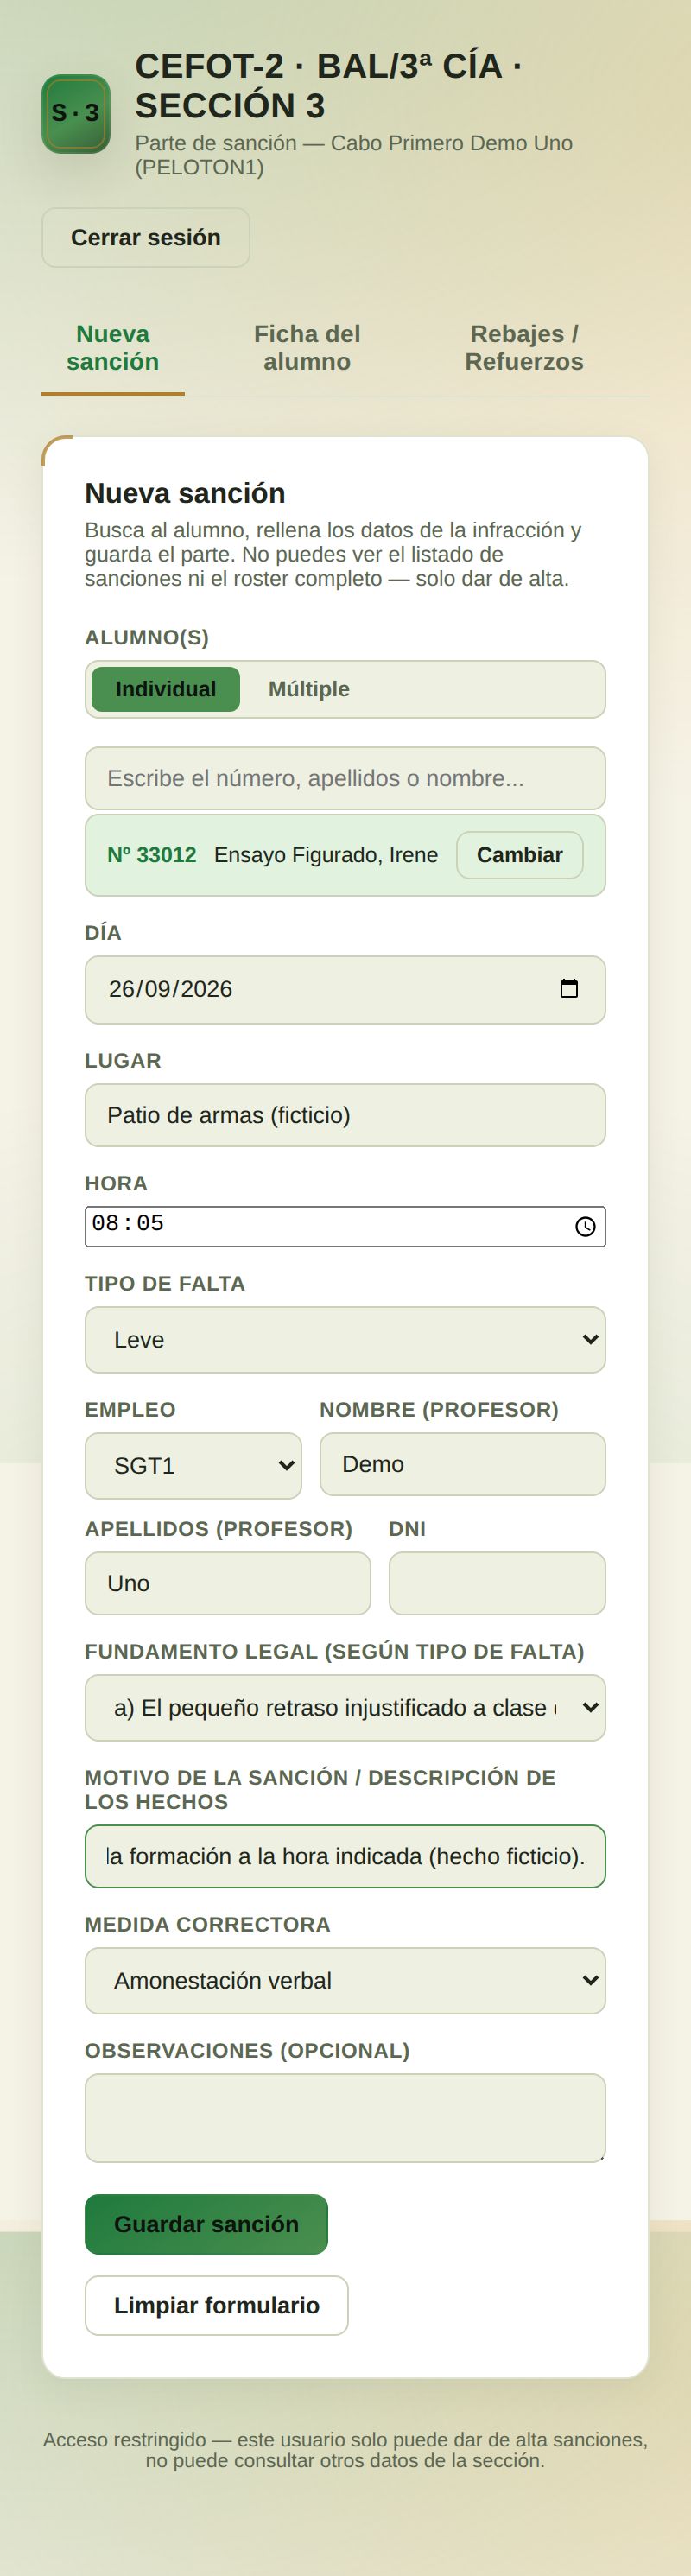 S·3
CEFOT-2 · BAL/3ª CÍA ·
SECCIÓN 3
Parte de sanción — Cabo Primero Demo Uno
(PELOTON1)
Cerrar sesión
Nueva
sanción
Ficha del
alumno
Rebajes /
Refuerzos
Nueva sanción
Busca al alumno, rellena los datos de la infracción y
guarda el parte. No puedes ver el listado de
sanciones ni el roster completo — solo dar de alta.
ALUMNO(S)
Individual Múltiple
Escribe el número, apellidos o nombre...
Nº 33012 Ensayo Figurado, Irene Cambiar
DÍA
26/09/2026
LUGAR
Patio de armas (ficticio)
HORA
08:05
TIPO DE FALTA
Leve
EMPLEO NOMBRE (PROFESOR)
SGT1 Demo
APELLIDOS (PROFESOR) DNI
Uno
FUNDAMENTO LEGAL (SEGÚN TIPO DE FALTA)
a) El pequeño retraso injustificado a clase
MOTIVO DE LA SANCIÓN / DESCRIPCIÓN DE
LOS HECHOS
la formación a la hora indicada (hecho ficticio).
MEDIDA CORRECTORA
Amonestación verbal
OBSERVACIONES (OPCIONAL)
Guardar sanción
Limpiar formulario
Acceso restringido — este usuario solo puede dar de alta sanciones,
no puede consultar otros datos de la sección.